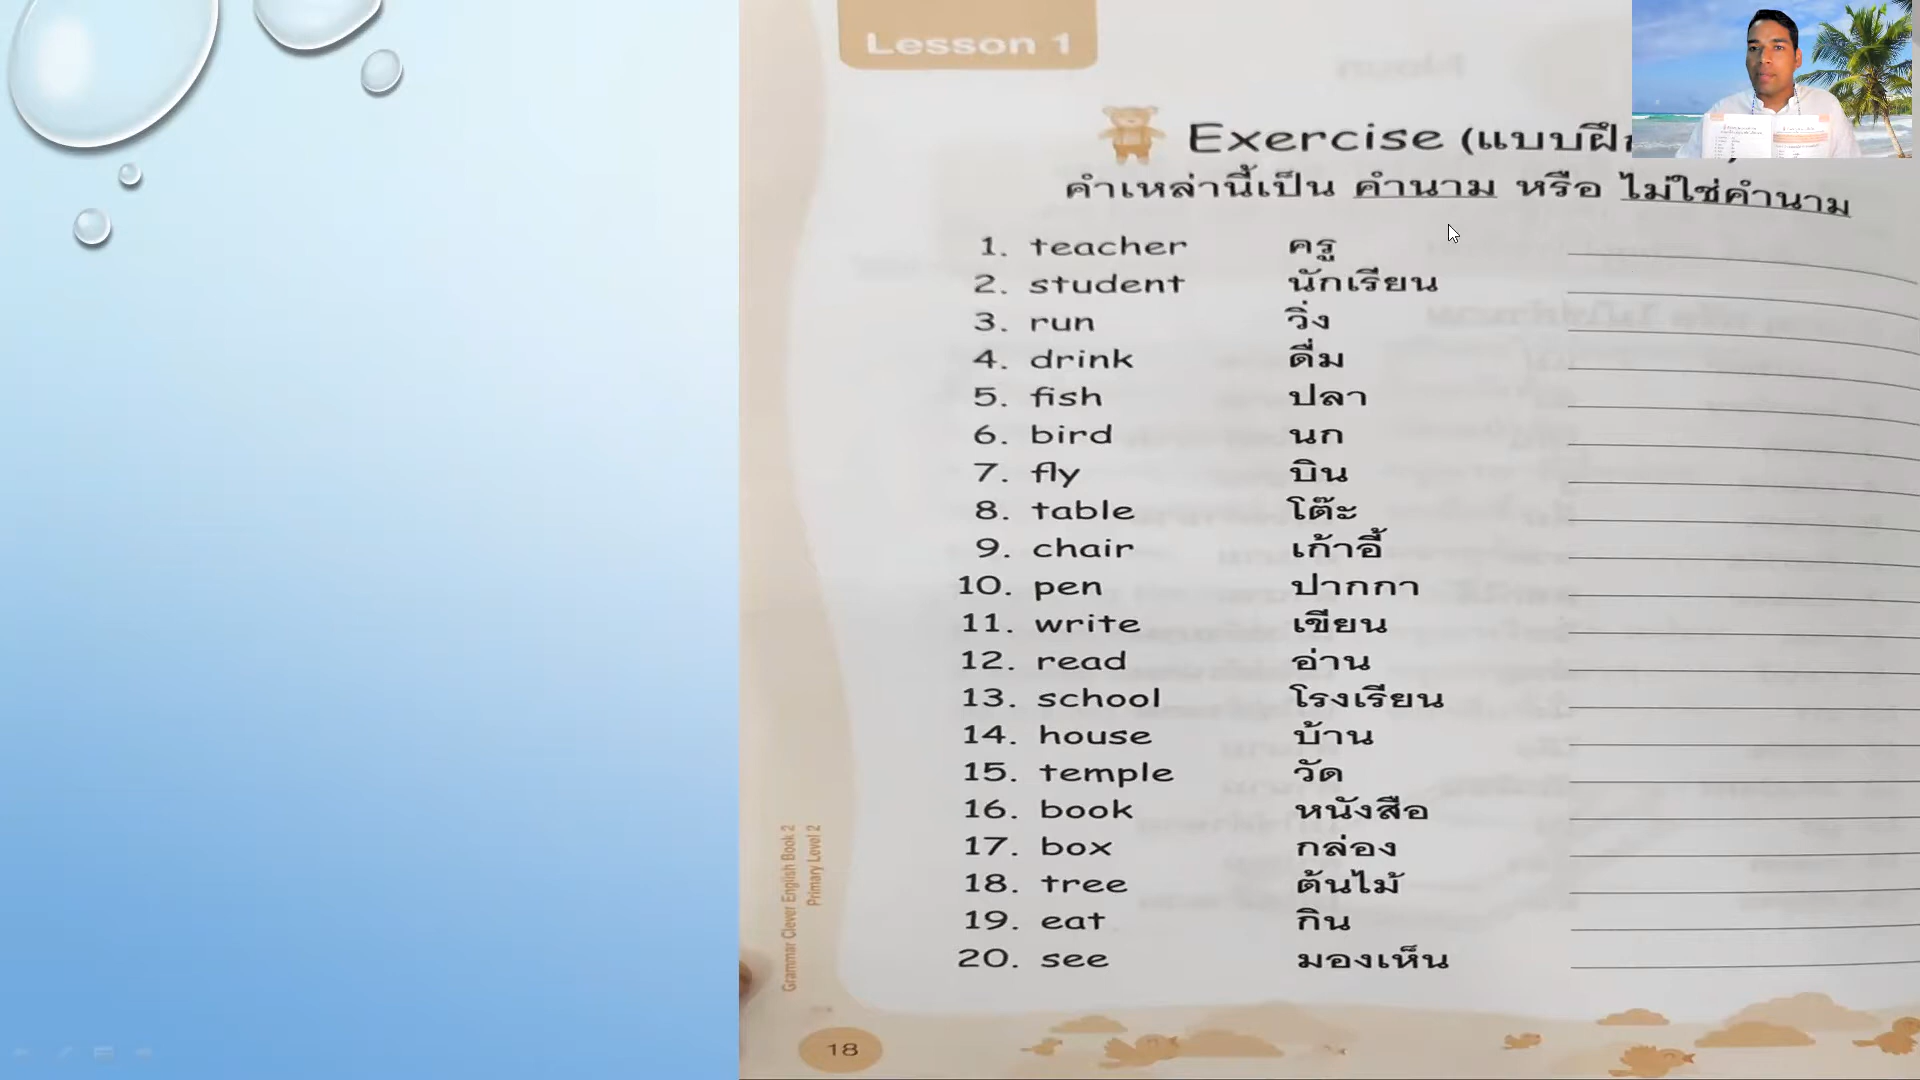 Lesson 1
Exercise (แบบฝึ
คำเหล่านี้เป็น คำนาม หรือ ไม่ใช่คำนาม
1. teacher ครู
2. student นักเรียน
3. run วิ่ง
4. drink ดื่ม
5. fish ปลา
6. bird นก
7. fly บิน
8. table โต๊ะ
9. chair เก้าอี้
10. pen ปากกา
11. write เขียน
12. read อ่าน
13. school โรงเรียน
14. house บ้าน
15. temple วัด
16. book หนังสือ
17. box กล่อง
18. tree ต้นไม้
19. eat กิน
20. see มองเห็น
Grammar Clever English Book 2
Primary Level 2
18